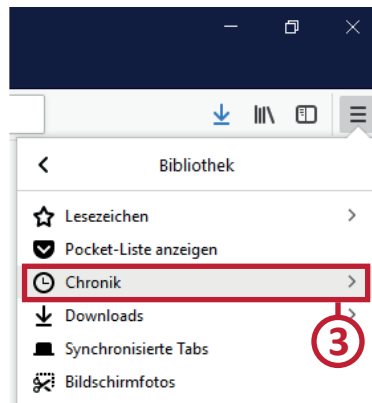 Bibliothek
Lesezeichen
Pocket-Liste anzeigen
Chronik
Downloads
3
Synchronisierte Tabs
Bildschirmfotos